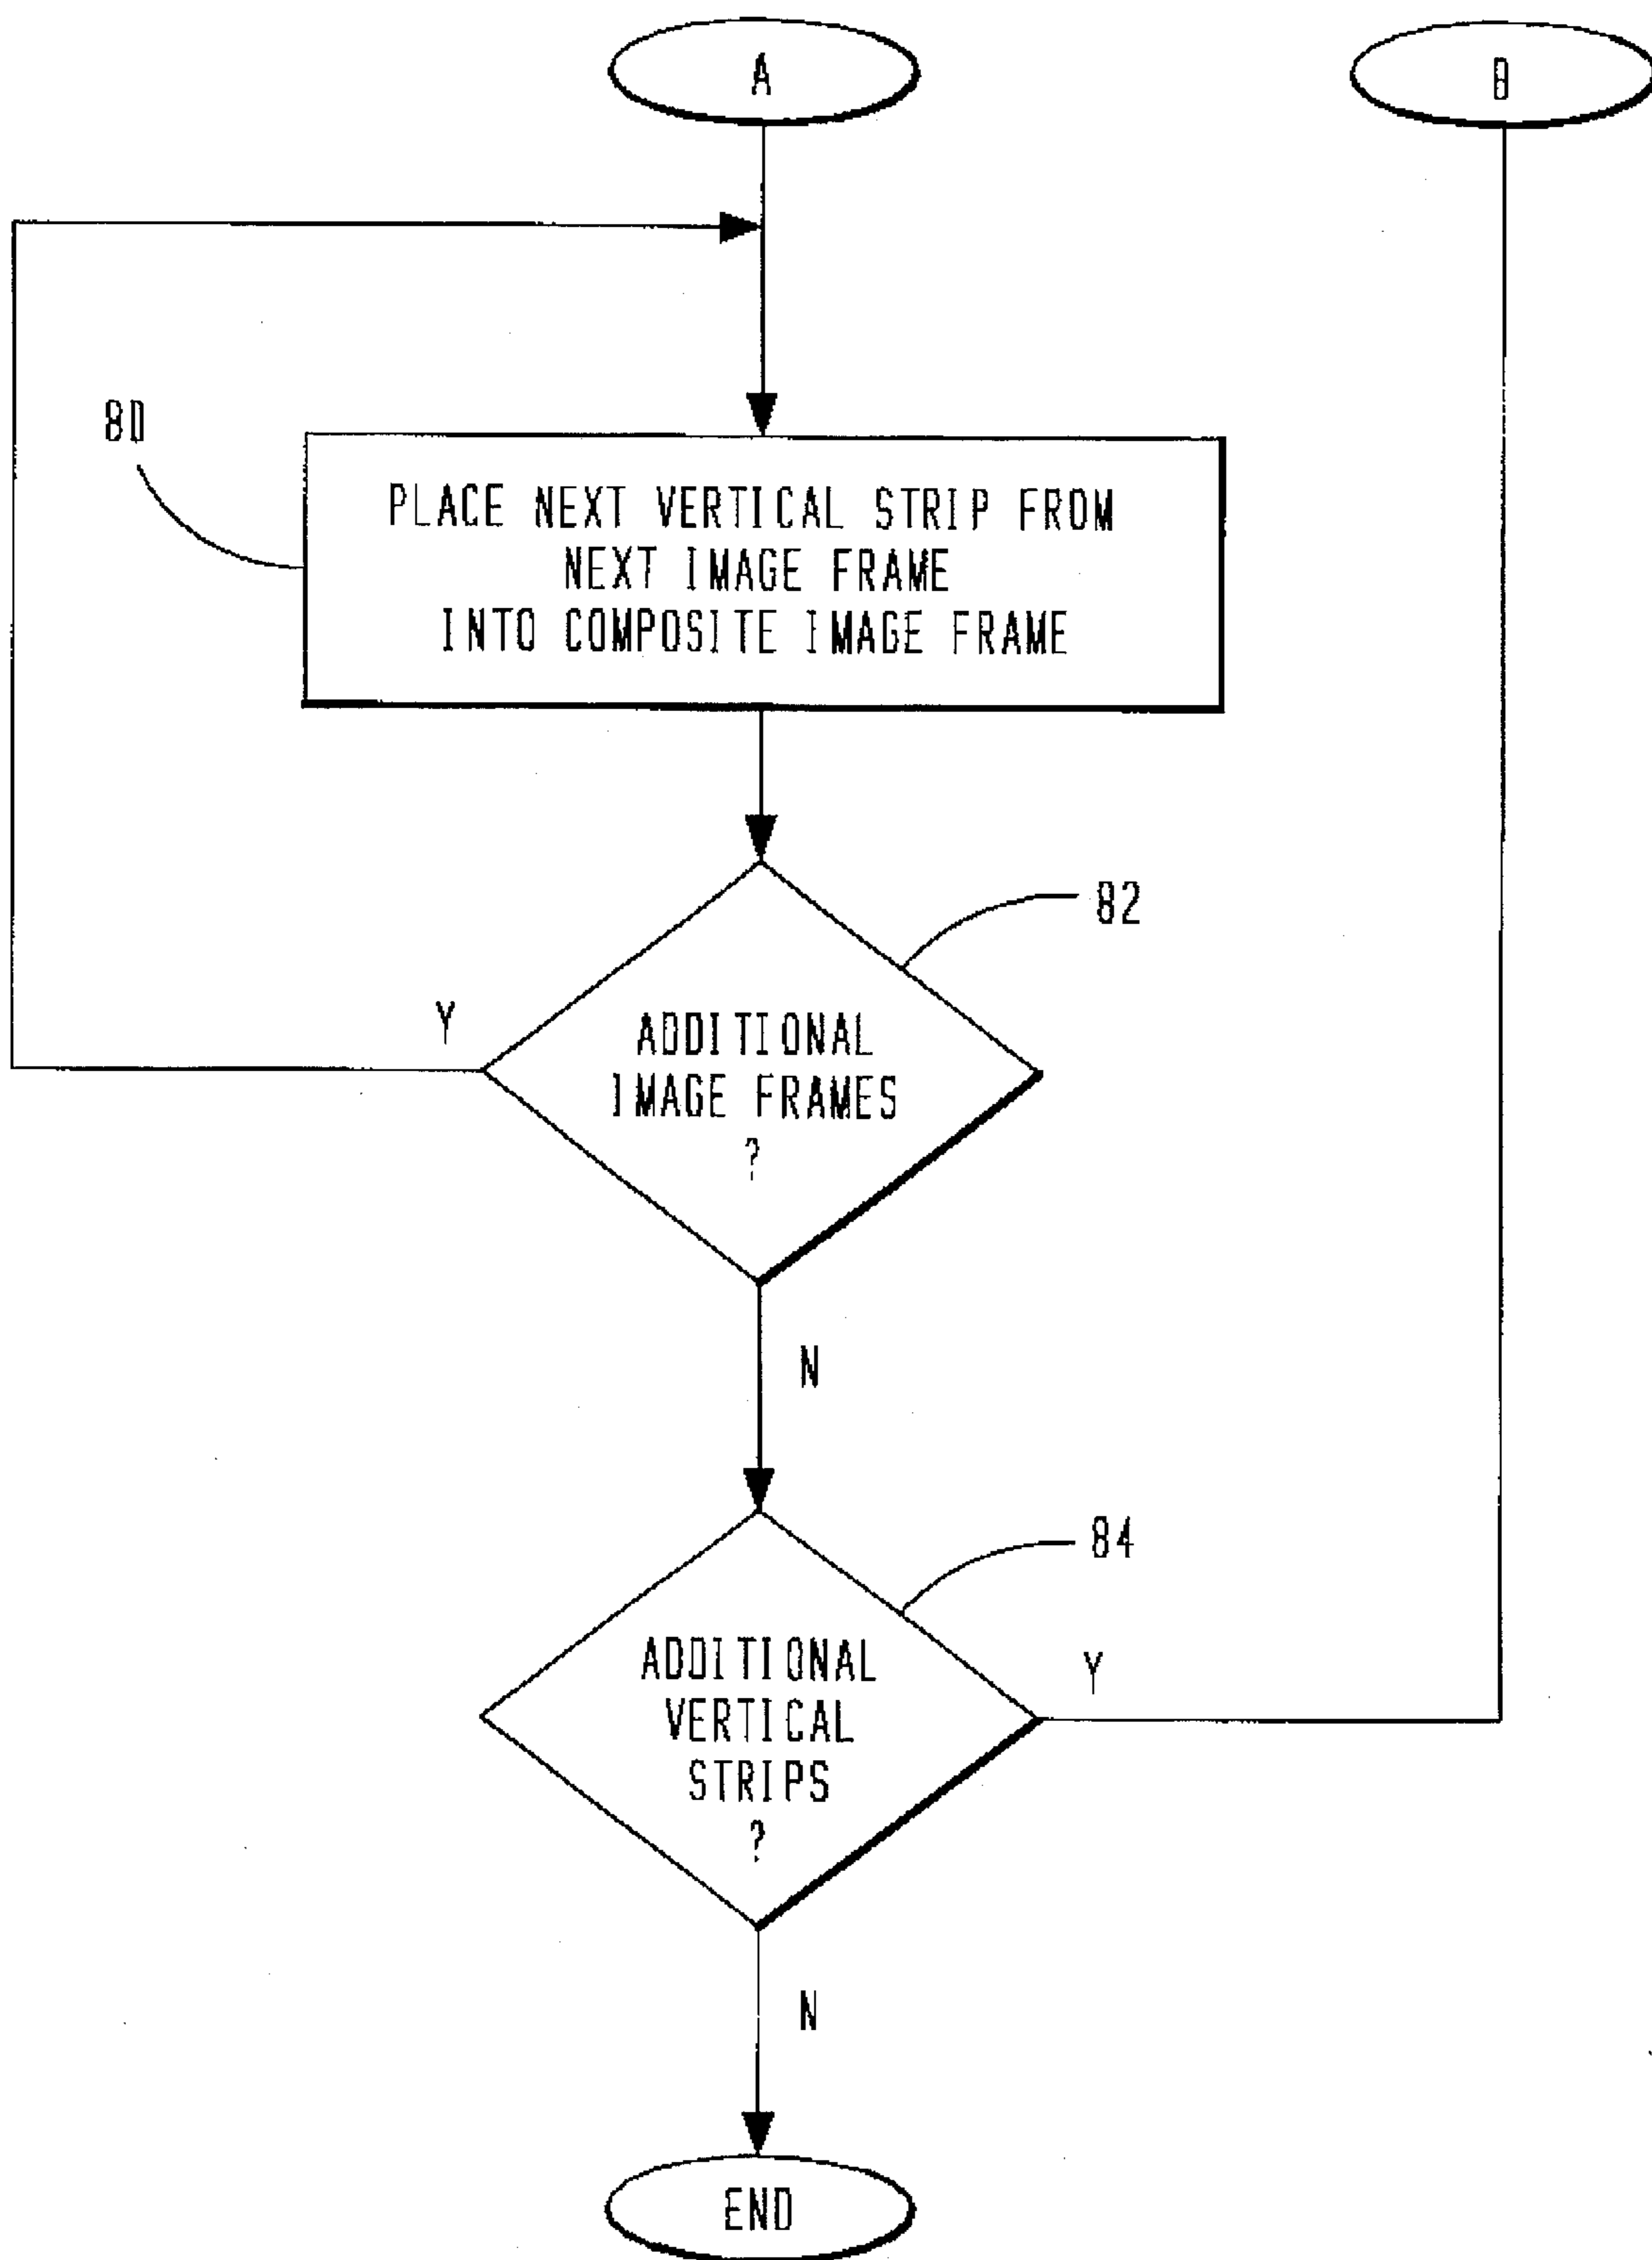 A
B
80
PLACE NEXT VERTICAL STRIP FROM
NEXT IMAGE FRAME
INTO COMPOSITE IMAGE FRAME
82
Y
ADDITIONAL
IMAGE FRAMES
?
N
84
ADDITIONAL
VERTICAL
STRIPS
?
Y
N
END